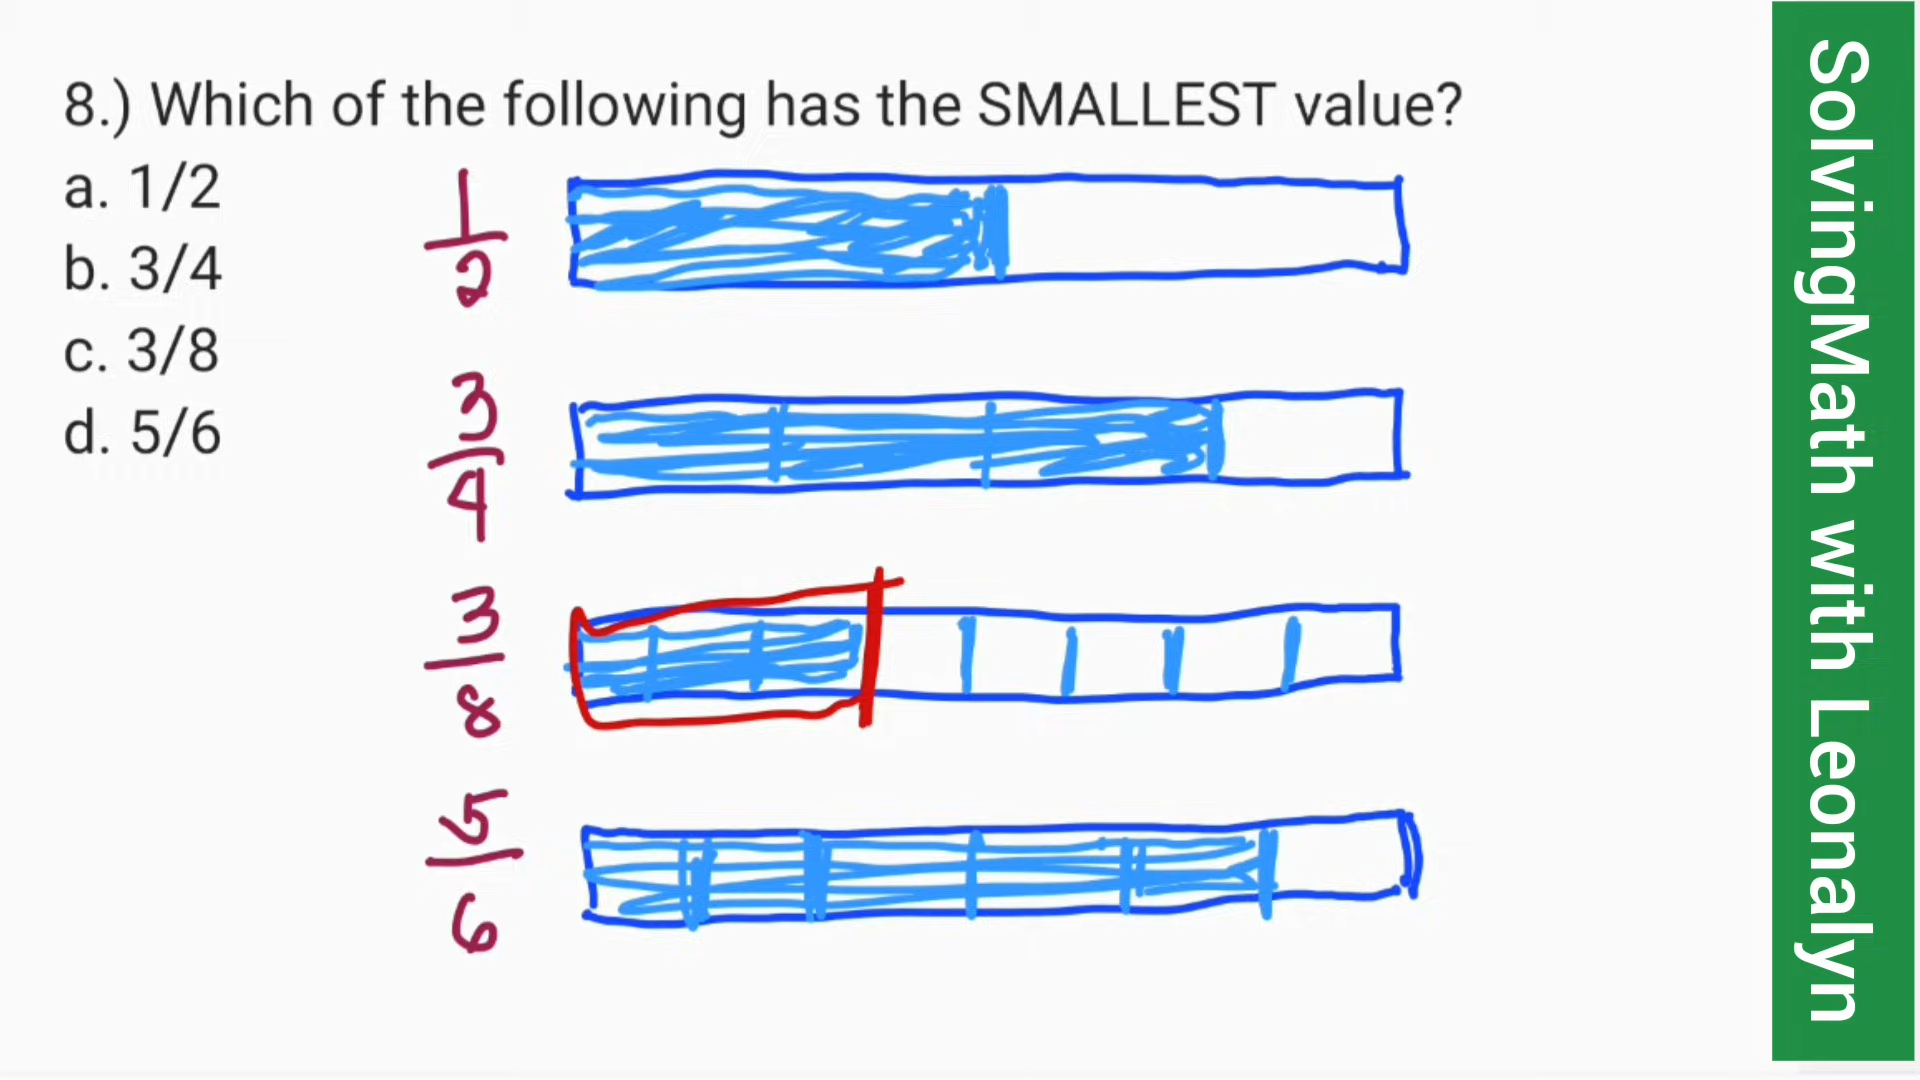 8.) Which of the following has the SMALLEST value?
a. 1/2
b. 3/4
c. 3/8
d. 5/6
1
2
3
4
3
8
5
6
SolvingMath with Leonalyn